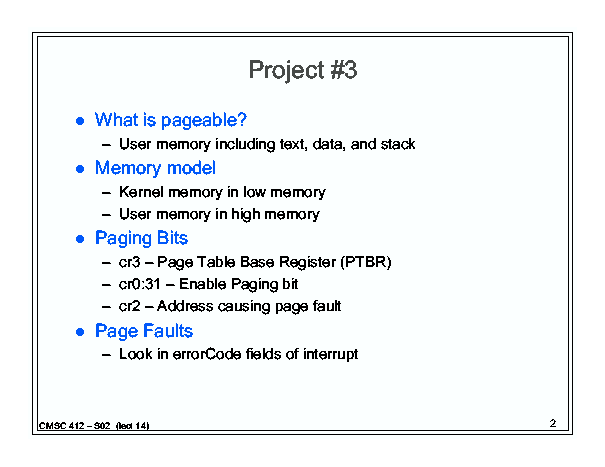 Project #3
● What is pageable?
– User memory including text, data, and stack
● Memory model
– Kernel memory in low memory
– User memory in high memory
● Paging Bits
– cr3 – Page Table Base Register (PTBR)
– cr0:31 – Enable Paging bit
– cr2 – Address causing page fault
● Page Faults
– Look in errorCode fields of interrupt
CMSC 412 – S02 (lect 14)
2